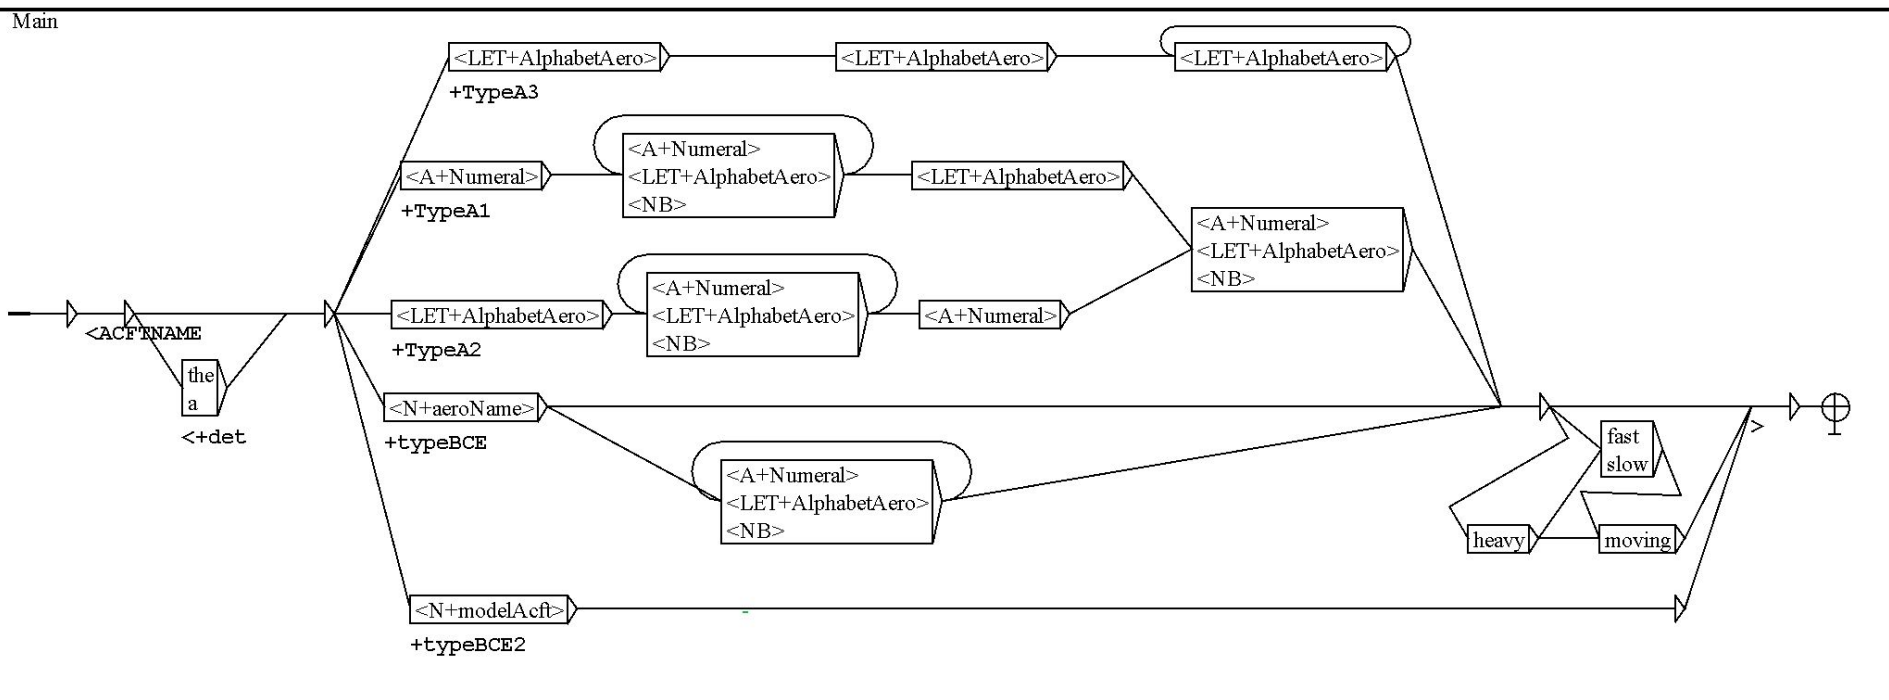 Main
<LET+AlphabetAero>
<LET+AlphabetAero>
<LET+AlphabetAero>
+TypeA3
<A+Numeral>
+TypeA1
<A+Numeral>
<LET+AlphabetAero>
<NB>
<LET+AlphabetAero>
<A+Numeral>
<LET+AlphabetAero>
<NB>
<ACFTNAME
the
a
<+det
<LET+AlphabetAero>
+TypeA2
<A+Numeral>
<LET+AlphabetAero>
<NB>
<A+Numeral>
<N+aeroName>
+typeBCE
<A+Numeral>
<LET+AlphabetAero>
<NB>
fast
slow
heavy
moving
>
<N+modelAcft>
+typeBCE2